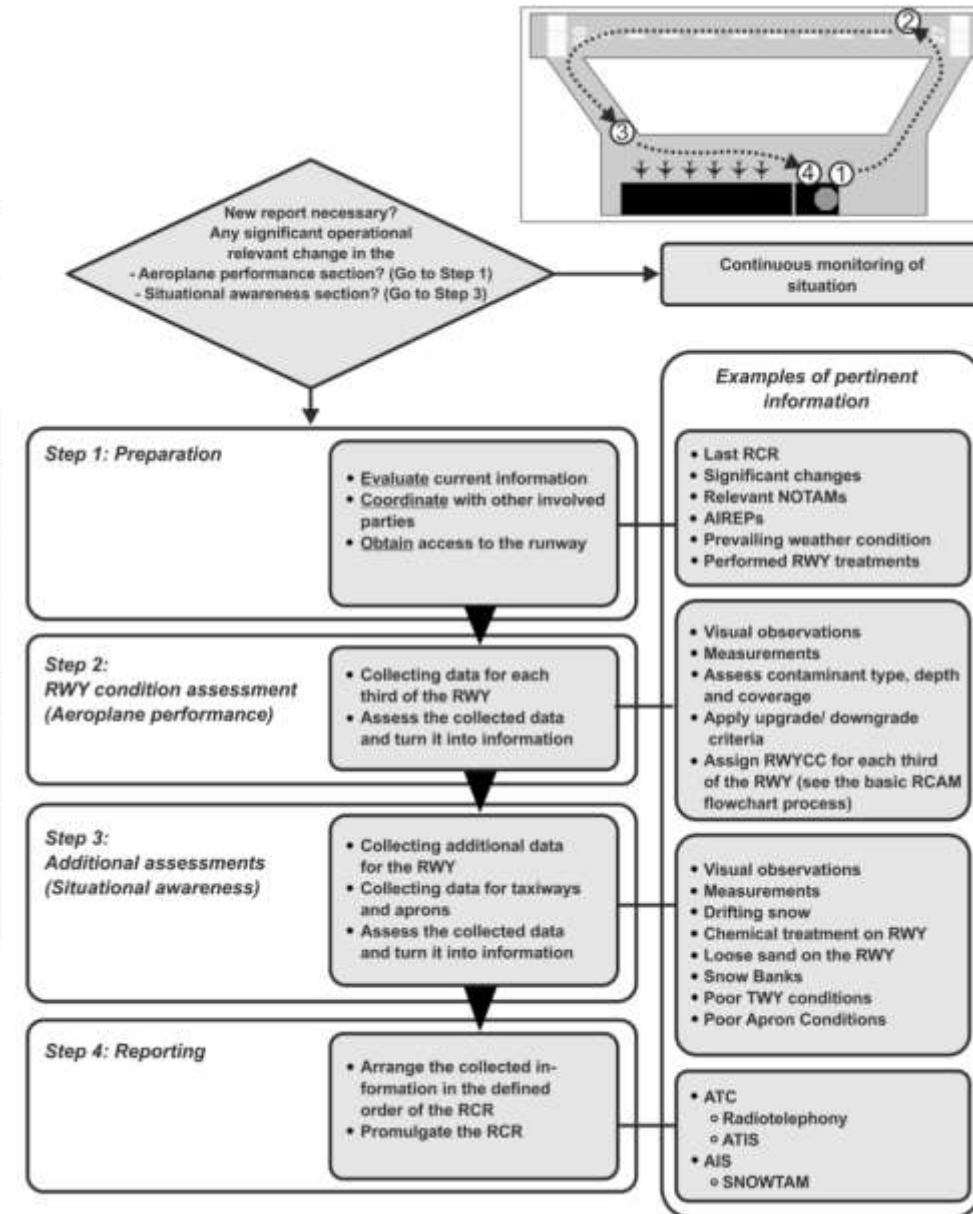 ②
③
④
①
New report necessary?
Any significant operational
relevant change in the
- Aeroplane performance section? (Go to Step 1)
- Situational awareness section? (Go to Step 3)
Continuous monitoring of
situation
Examples of pertinent
information
Step 1: Preparation
• Evaluate current information
• Coordinate with other involved
parties
• Obtain access to the runway
• Last RCR
• Significant changes
• Relevant NOTAMs
• AIREPs
• Prevailing weather condition
• Performed RWY treatments
Step 2:
RWY condition assessment
(Aeroplane performance)
• Collecting data for each
third of the RWY
• Assess the collected data
and turn it into information
• Visual observations
• Measurements
• Assess contaminant type, depth
and coverage
• Apply upgrade/ downgrade
criteria
• Assign RWYCC for each third
of the RWY (see the basic RCAM
flowchart process)
Step 3:
Additional assessments
(Situational awareness)
• Collecting additional data
for the RWY
• Collecting data for taxiways
and aprons
• Assess the collected data
and turn it into information
• Visual observations
• Measurements
• Drifting snow
• Chemical treatment on RWY
• Loose sand on the RWY
• Snow Banks
• Poor TWY conditions
• Poor Apron Conditions
Step 4: Reporting
• Arrange the collected in-
formation in the defined
order of the RCR
• Promulgate the RCR
• ATC
○ Radiotelephony
○ ATIS
• AIS
○ SNOWTAM